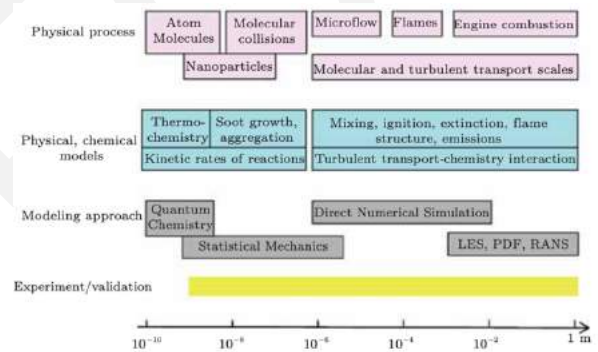 Physical process
Atom
Molecules
Molecular
collisions
Microflow
Flames
Engine combustion
Nanoparticles
Molecular and turbulent transport scales
Physical, chemical
models
Thermo-
chemistry
Soot growth,
aggregation
Mixing, ignition, extinction, flame
structure, emissions
Kinetic rates of reactions
Turbulent transport-chemistry interaction
Modeling approach
Quantum
Chemistry
Direct Numerical Simulation
Statistical Mechanics
LES, PDF, RANS
Experiment/validation
10⁻¹⁰ 10⁻⁸ 10⁻⁶ 10⁻⁴ 10⁻² 1 m